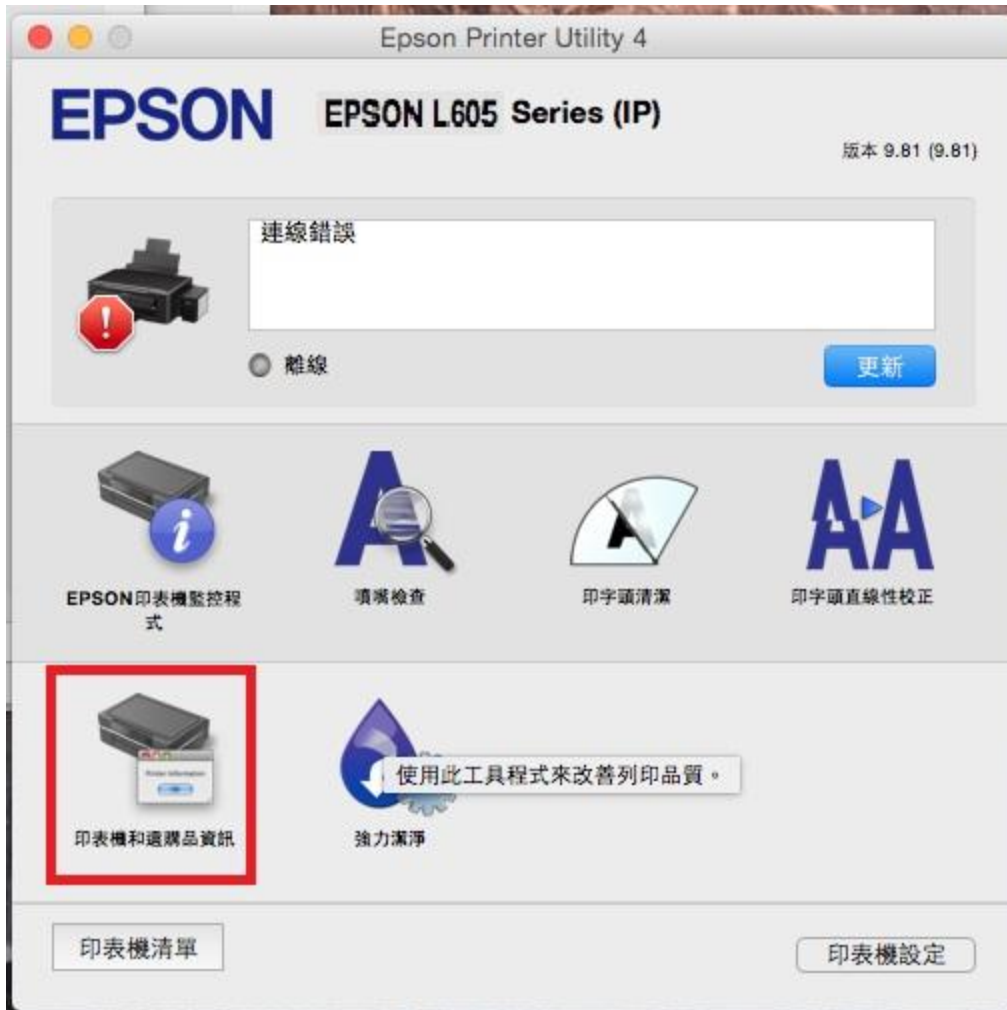 Epson Printer Utility 4
EPSON
EPSON L605 Series (IP)
版本 9.81 (9.81)
連線錯誤
離線
更新
EPSON印表機監控程
式
噴嘴檢查
印字頭清潔
印字頭直線性校正
Printer Information
使用此工具程式來改善列印品質。
印表機和選購品資訊
強力潔淨
印表機清單
印表機設定